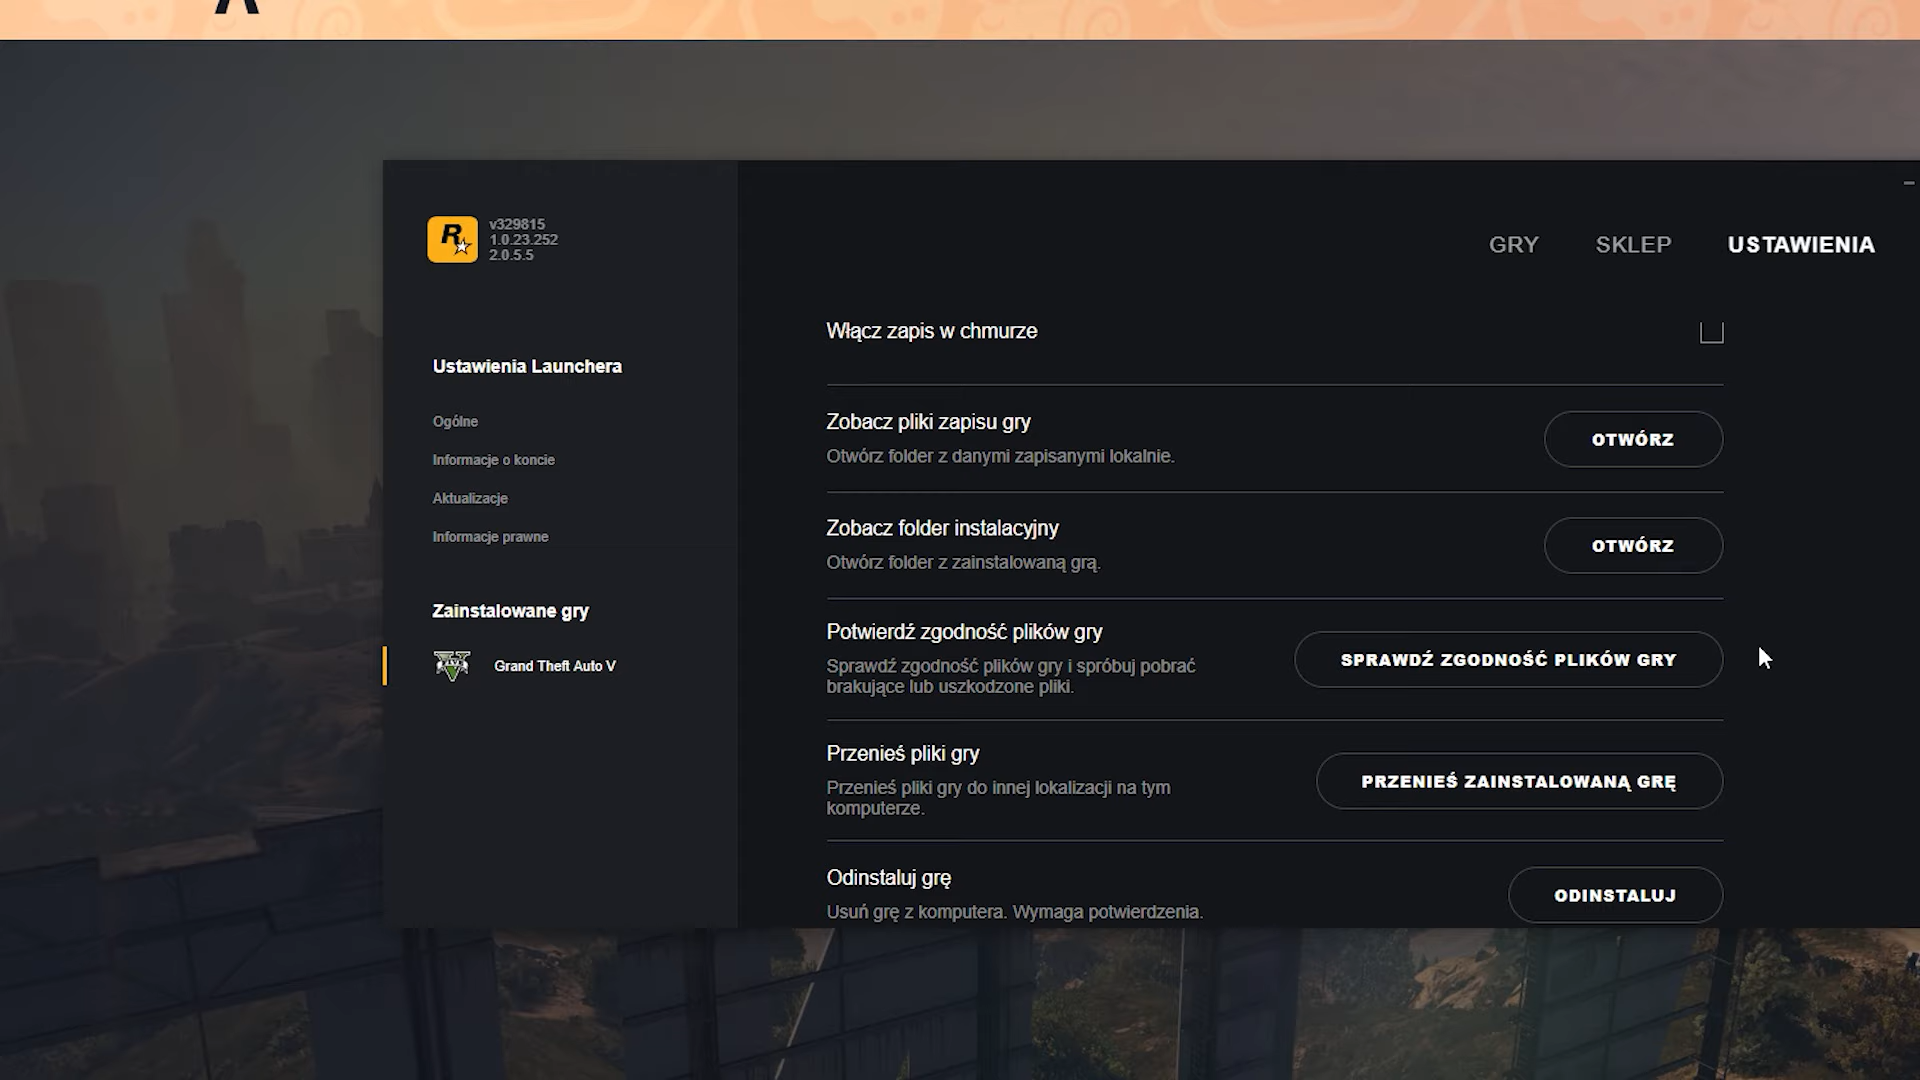 v329815
1.0.23.252
2.0.5.5
GRY
SKLEP
USTAWIENIA
Ustawienia Launchera
Ogólne
Informacje o koncie
Aktualizacje
Informacje prawne
Zainstalowane gry
Grand Theft Auto V
Włącz zapis w chmurze
Zobacz pliki zapisu gry
Otwórz folder z danymi zapisanymi lokalnie.
OTWÓRZ
Zobacz folder instalacyjny
Otwórz folder z zainstalowaną grą.
OTWÓRZ
Potwierdź zgodność plików gry
Sprawdź zgodność plików gry i spróbuj pobrać
brakujące lub uszkodzone pliki.
SPRAWDŹ ZGODNOŚĆ PLIKÓW GRY
Przenieś pliki gry
Przenieś pliki gry do innej lokalizacji na tym
komputerze.
PRZENIEŚ ZAINSTALOWANĄ GRĘ
Odinstaluj grę
Usuń grę z komputera. Wymaga potwierdzenia.
ODINSTALUJ